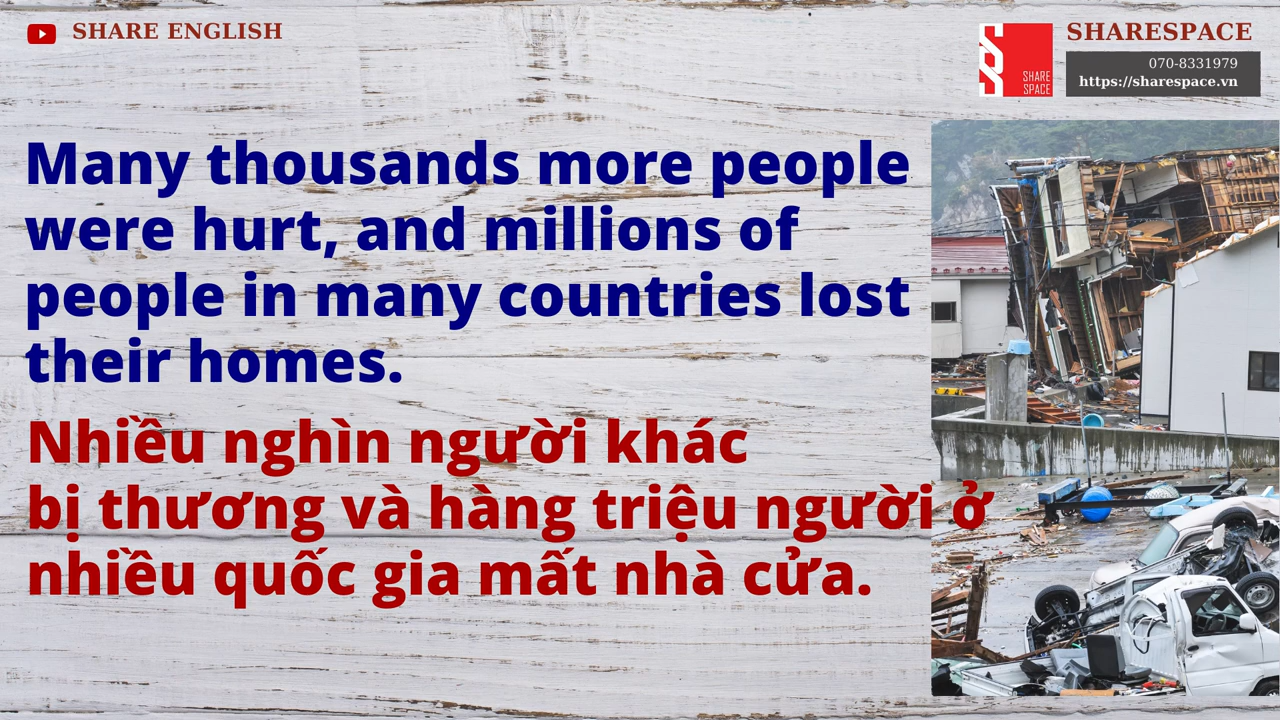 SHARE ENGLISH
SHARE
SPACE
SHARESPACE
070-8331979
https://sharespace.vn
Many thousands more people
were hurt, and millions of
people in many countries lost
their homes.
Nhiều nghìn người khác
bị thương và hàng triệu người ở
nhiều quốc gia mất nhà cửa.